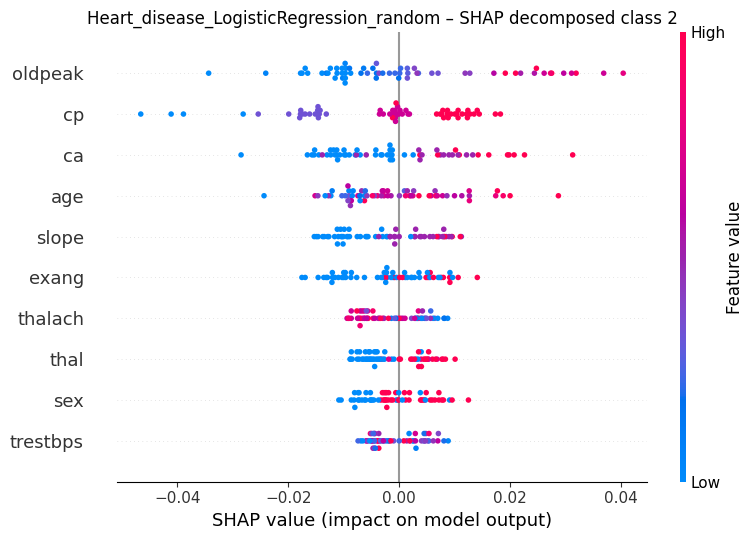 Heart_disease_LogisticRegression_random – SHAP decomposed class 2
High
oldpeak
cp
ca
age
slope
exang
thalach
thal
sex
trestbps
Feature value
Low
−0.04
−0.02
0.00
0.02
0.04
SHAP value (impact on model output)